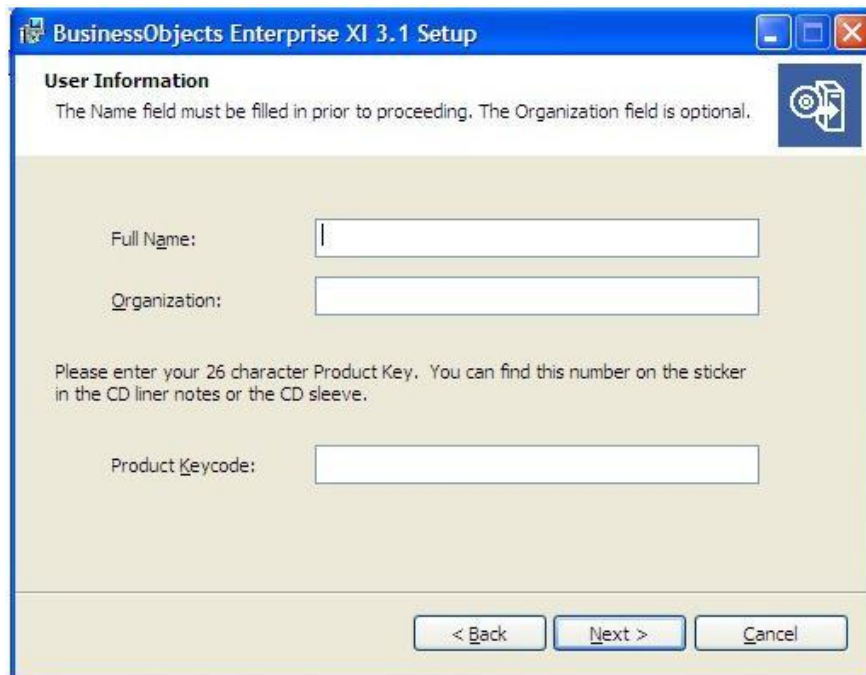 BusinessObjects Enterprise XI 3.1 Setup
User Information
The Name field must be filled in prior to proceeding. The Organization field is optional.
Full Name:
Organization:
Please enter your 26 character Product Key.  You can find this number on the sticker
in the CD liner notes or the CD sleeve.
Product Keycode:
< Back
Next >
Cancel